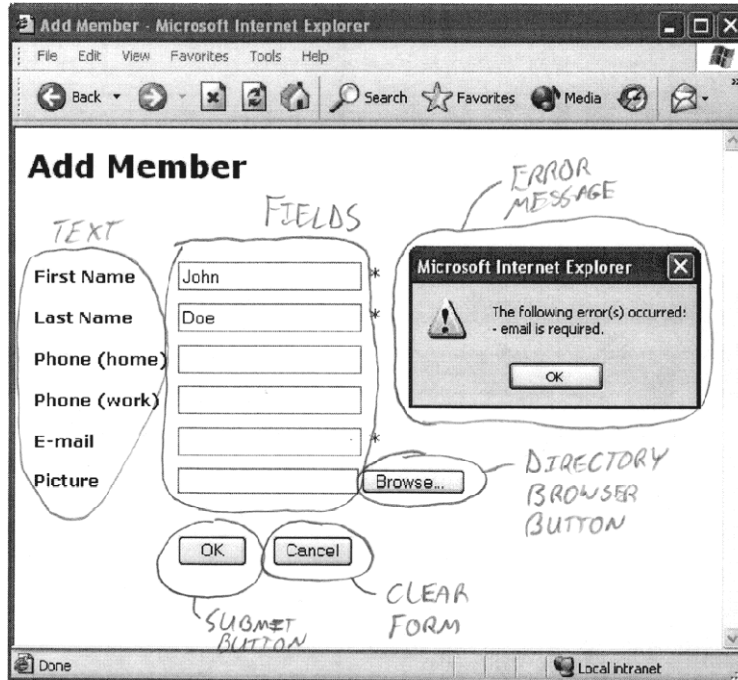 Add Member - Microsoft Internet Explorer
File Edit View Favorites Tools Help
Back Search Favorites Media »
Add Member
ERROR
MESSAGE
FIELDS
TEXT
First Name John *
Last Name Doe *
Phone (home)
Phone (work)
E-mail *
Picture Browse...
Microsoft Internet Explorer
The following error(s) occurred:
- email is required.
OK
DIRECTORY
BROWSER
BUTTON
OK Cancel
CLEAR
FORM
SUBMIT
BUTTON
Done Local intranet